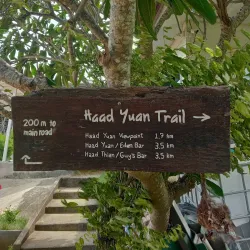 200 m to
main road
Haad Yuan Trail →
Haad Yuan Viewpoint 1.7 km
Haad Yuan / Eden Bar 3.5 km
Haad Thian / Guy's Bar 3.5 km